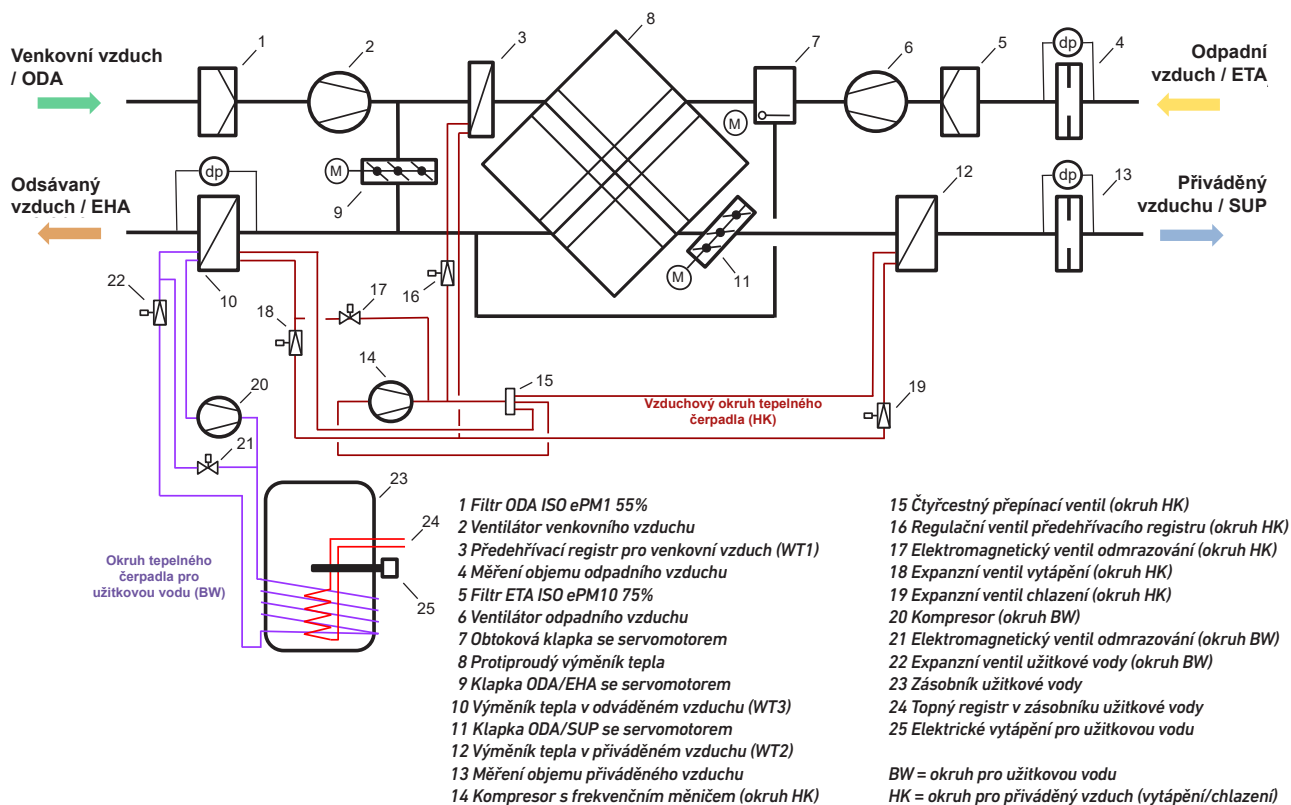 Venkovní vzduch
/ ODA
1
2
3
8
7
6
5
dp
4
Odpadní
vzduch / ETA
M
M
9
Odsávaný
vzduch / EHA
dp
10
22
16
17
18
M
11
12
dp
13
Přiváděný
vzduchu / SUP
14
15
Vzduchový okruh tepelného
čerpadla (HK)
19
20
21
23
24
25
Okruh tepelného
čerpadla pro
užitkovou vodu (BW)
1 Filtr ODA ISO ePM1 55%
2 Ventilátor venkovního vzduchu
3 Předehřívací registr pro venkovní vzduch (WT1)
4 Měření objemu odpadního vzduchu
5 Filtr ETA ISO ePM10 75%
6 Ventilátor odpadního vzduchu
7 Obtoková klapka se servomotorem
8 Protiproudý výměník tepla
9 Klapka ODA/EHA se servomotorem
10 Výměník tepla v odváděném vzduchu (WT3)
11 Klapka ODA/SUP se servomotorem
12 Výměník tepla v přiváděném vzduchu (WT2)
13 Měření objemu přiváděného vzduchu
14 Kompresor s frekvenčním měničem (okruh HK)
15 Čtyřcestný přepínací ventil (okruh HK)
16 Regulační ventil předehřívacího registru (okruh HK)
17 Elektromagnetický ventil odmrazování (okruh HK)
18 Expanzní ventil vytápění (okruh HK)
19 Expanzní ventil chlazení (okruh HK)
20 Kompresor (okruh BW)
21 Elektromagnetický ventil odmrazování (okruh BW)
22 Expanzní ventil užitkové vody (okruh BW)
23 Zásobník užitkové vody
24 Topný registr v zásobníku užitkové vody
25 Elektrické vytápění pro užitkovou vodu
BW = okruh pro užitkovou vodu
HK = okruh pro přiváděný vzduch (vytápění/chlazení)